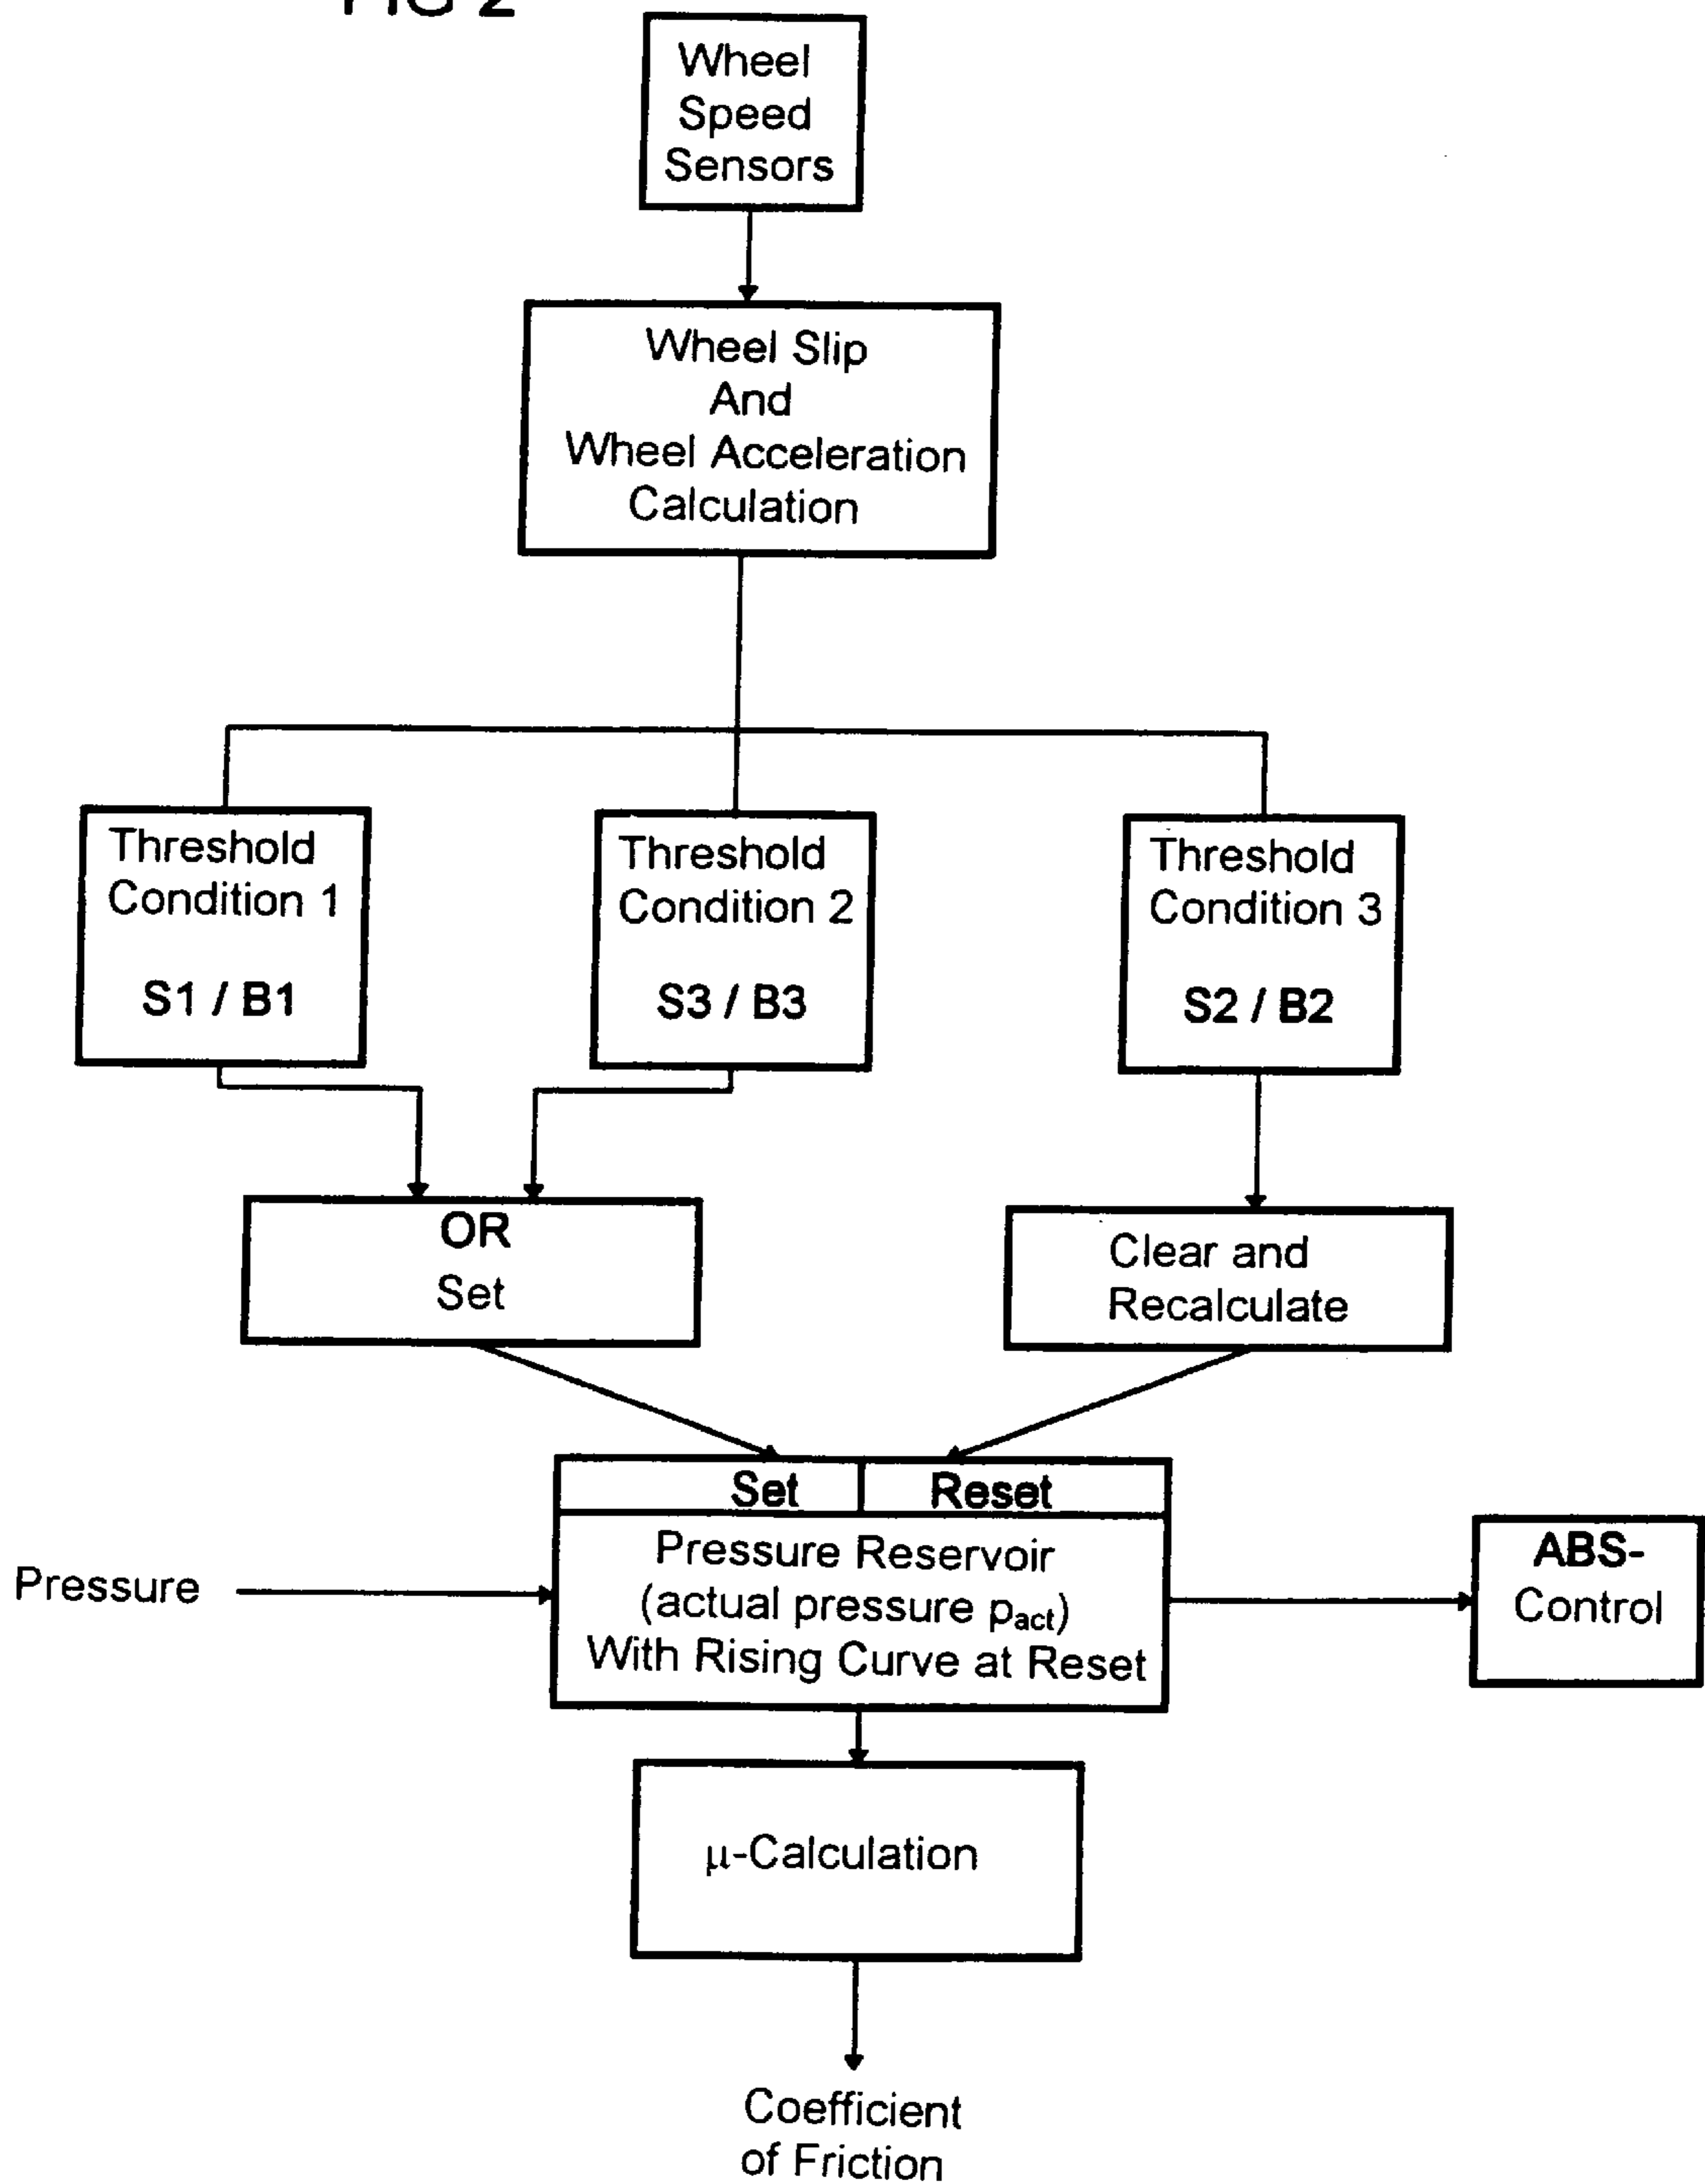 FIG 2
Wheel
Speed
Sensors
Wheel Slip
And
Wheel Acceleration
Calculation
Threshold
Condition 1
S1 / B1
Threshold
Condition 2
S3 / B3
Threshold
Condition 3
S2 / B2
OR
Set
Clear and
Recalculate
Set
Reset
Pressure
Pressure Reservoir
(actual pressure pact)
With Rising Curve at Reset
ABS-
Control
μ-Calculation
Coefficient
of Friction